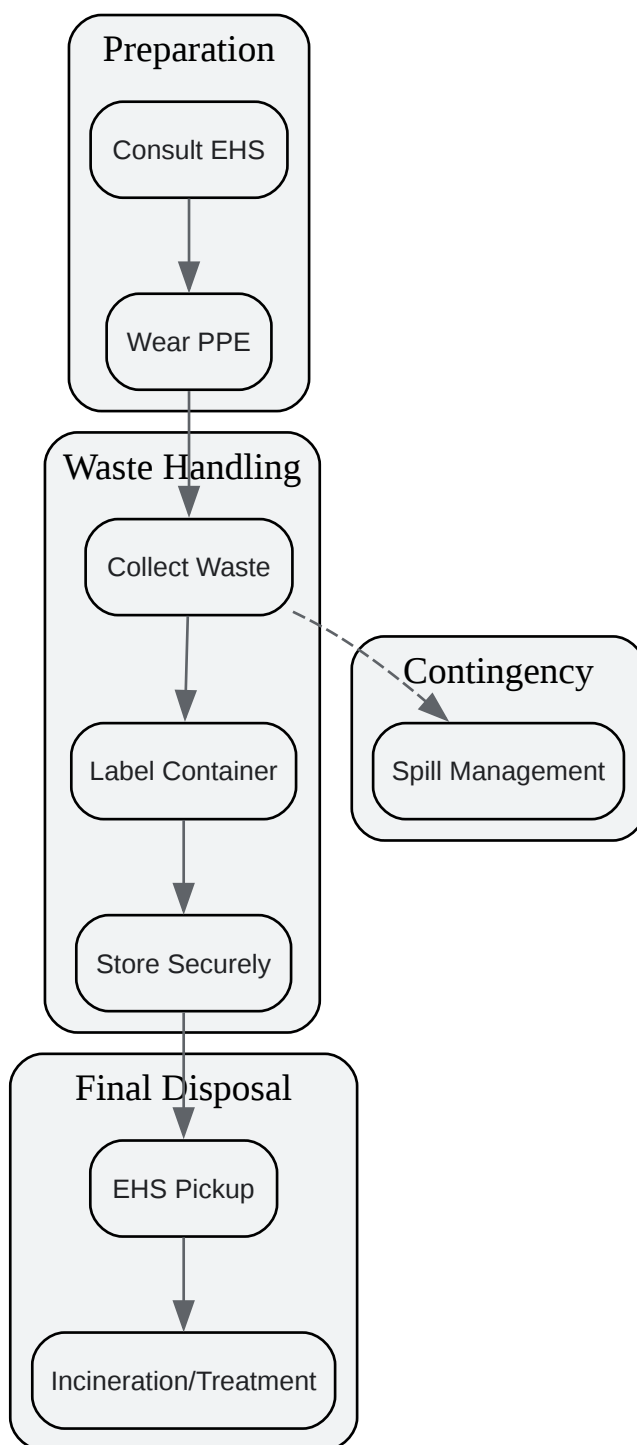 Preparation
Consult EHS
Wear PPE
Waste Handling
Collect Waste
Contingency
Label Container
Spill Management
Store Securely
Final Disposal
EHS Pickup
Incineration/Treatment